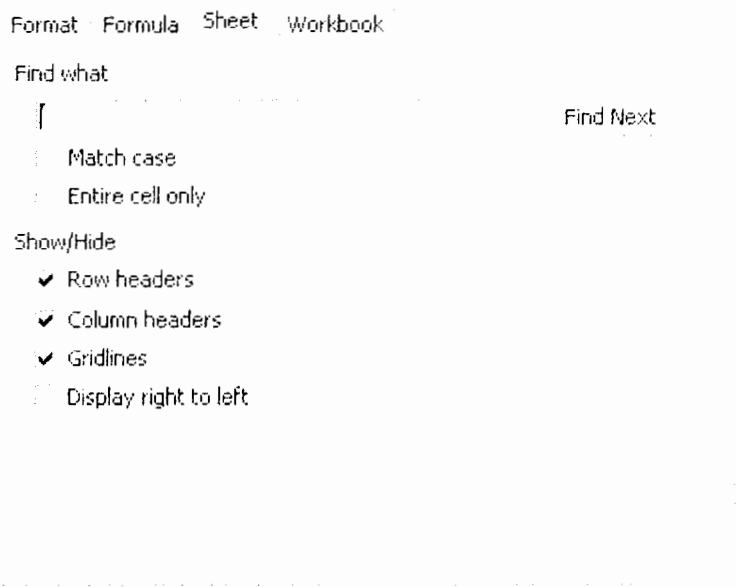 Format Formula Sheet Workbook
Find what
Find Next
Match case
Entire cell only
Show/Hide
Row headers
Column headers
Gridlines
Display right to left